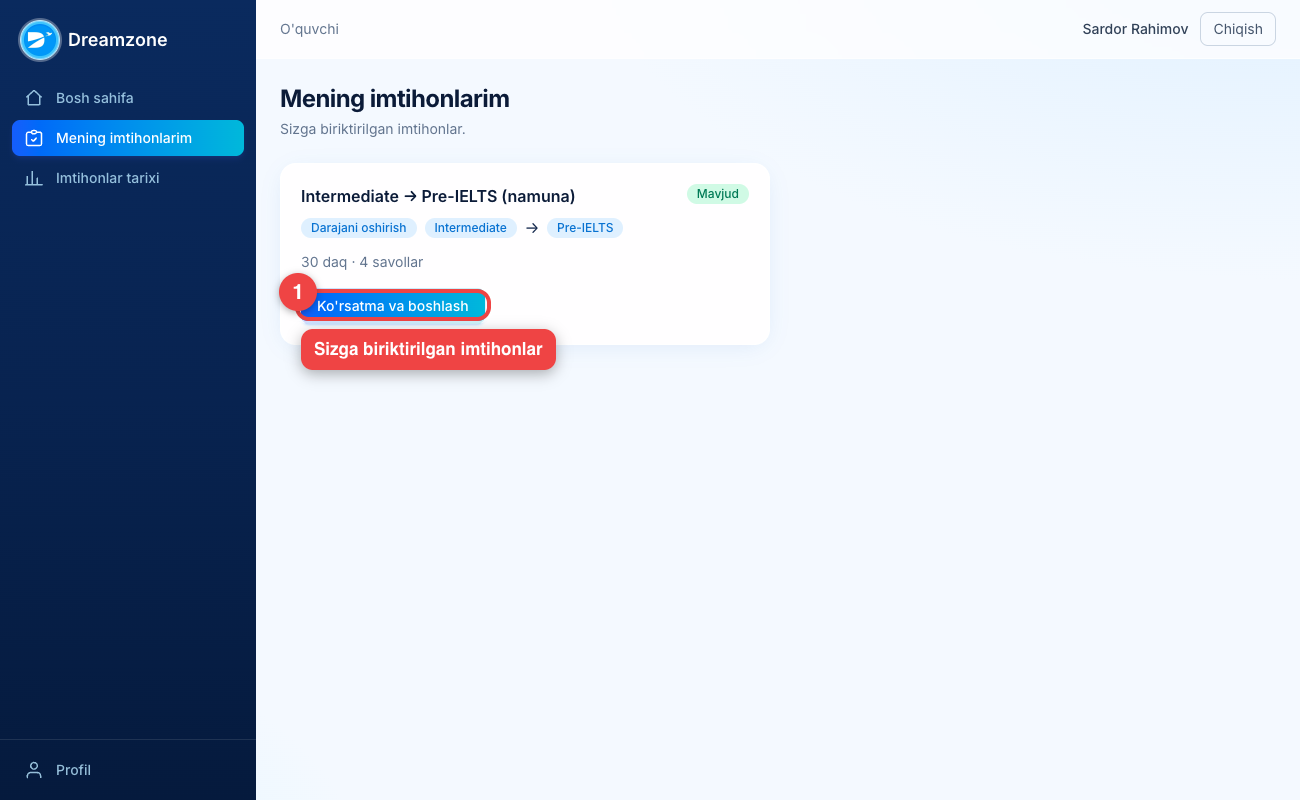 Dreamzone
Bosh sahifa
Mening imtihonlarim
Imtihonlar tarixi
Profil
O'quvchi
Sardor Rahimov
Chiqish
Mening imtihonlarim
Sizga biriktirilgan imtihonlar.
Intermediate → Pre-IELTS (namuna)
Mavjud
Darajani oshirish Intermediate → Pre-IELTS
30 daq · 4 savollar
1
Ko'rsatma va boshlash
Sizga biriktirilgan imtihonlar